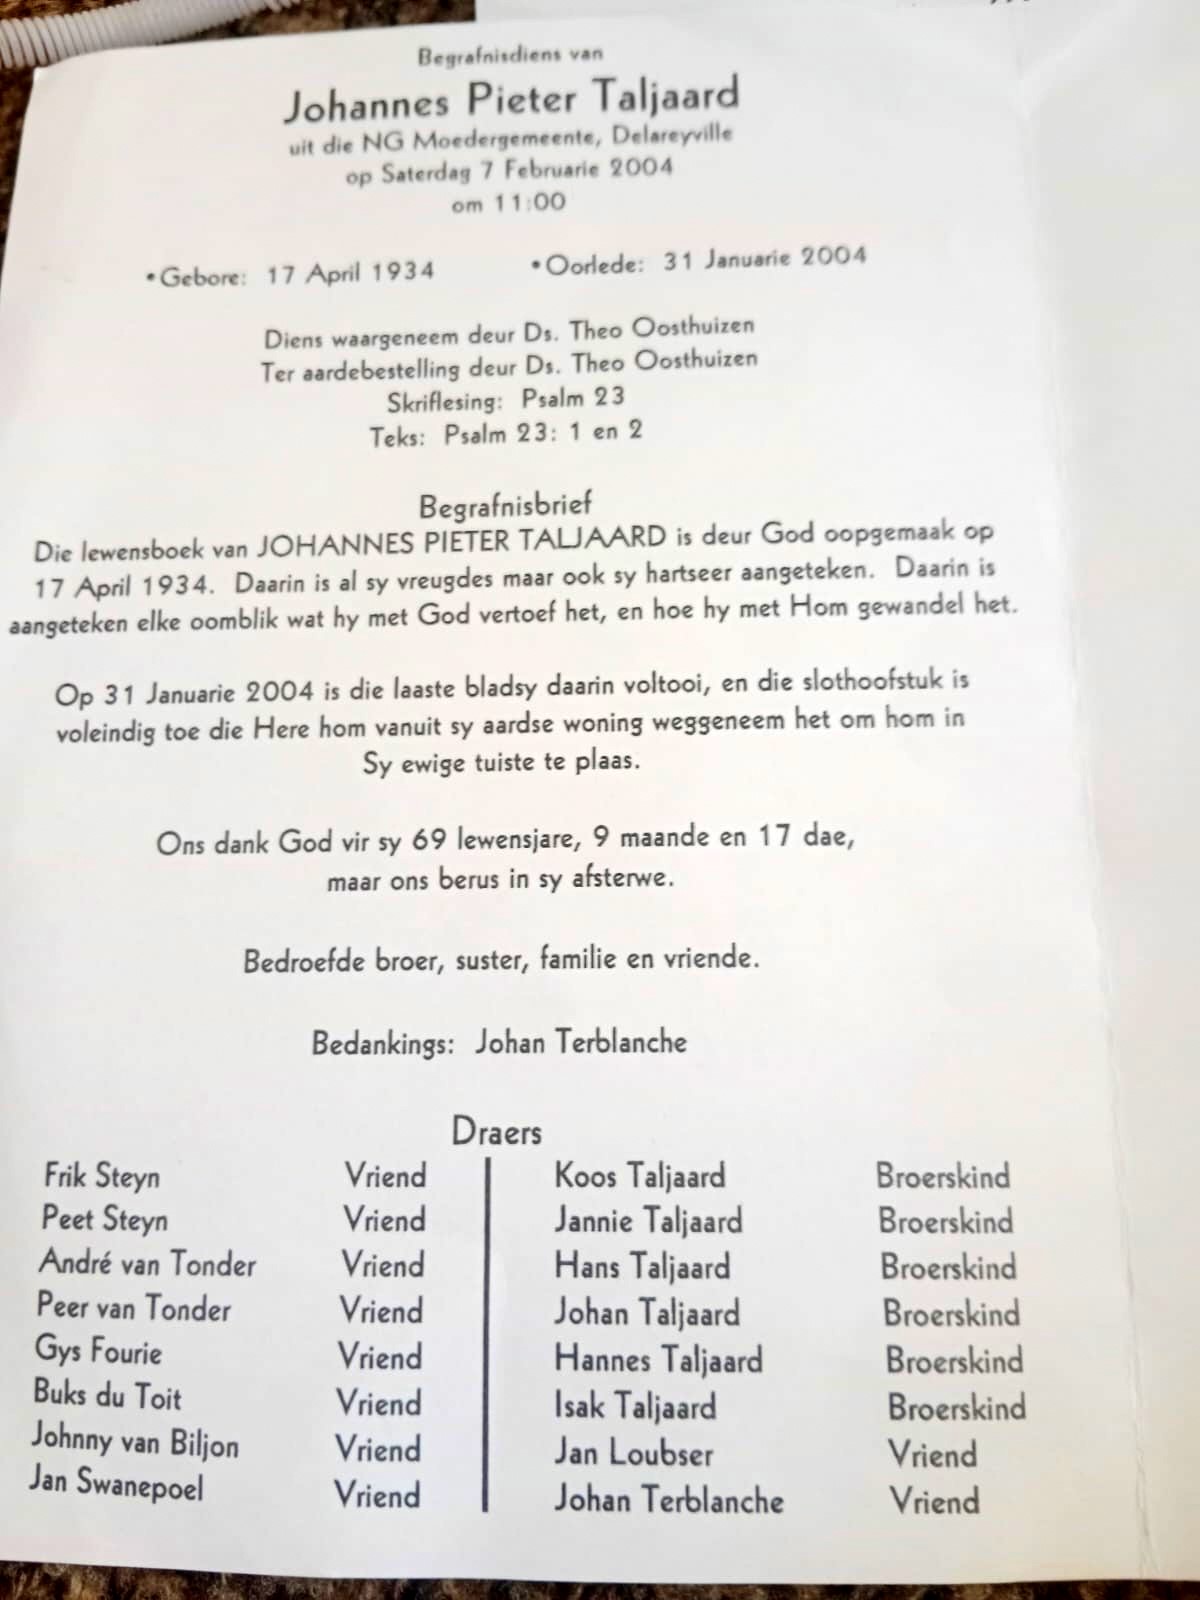 Begrafnisdiens van
Johannes Pieter Taljaard
uit die NG Moedergemeente, Delareyville
op Saterdag 7 Februarie 2004
om 11:00
•Gebore: 17 April 1934 •Oorlede: 31 Januarie 2004
Diens waargeneem deur Ds. Theo Oosthuizen
Ter aardebestelling deur Ds. Theo Oosthuizen
Skriflesing: Psalm 23
Teks: Psalm 23: 1 en 2
Begrafnisbrief
Die lewensboek van JOHANNES PIETER TALJAARD is deur God oopgemaak op
17 April 1934. Daarin is al sy vreugdes maar ook sy hartseer aangeteken. Daarin is
aangeteken elke oomblik wat hy met God vertoef het, en hoe hy met Hom gewandel het.
Op 31 Januarie 2004 is die laaste bladsy daarin voltooi, en die slothoofstuk is
voleindig toe die Here hom vanuit sy aardse woning weggeneem het om hom in
Sy ewige tuiste te plaas.
Ons dank God vir sy 69 lewensjare, 9 maande en 17 dae,
maar ons berus in sy afsterwe.
Bedroefde broer, suster, familie en vriende.
Bedankings: Johan Terblanche
Draers
Frik Steyn Vriend Koos Taljaard Broerskind
Peet Steyn Vriend Jannie Taljaard Broerskind
André van Tonder Vriend Hans Taljaard Broerskind
Peer van Tonder Vriend Johan Taljaard Broerskind
Gys Fourie Vriend Hannes Taljaard Broerskind
Buks du Toit Vriend Isak Taljaard Broerskind
Johnny van Biljon Vriend Jan Loubser Vriend
Jan Swanepoel Vriend Johan Terblanche Vriend